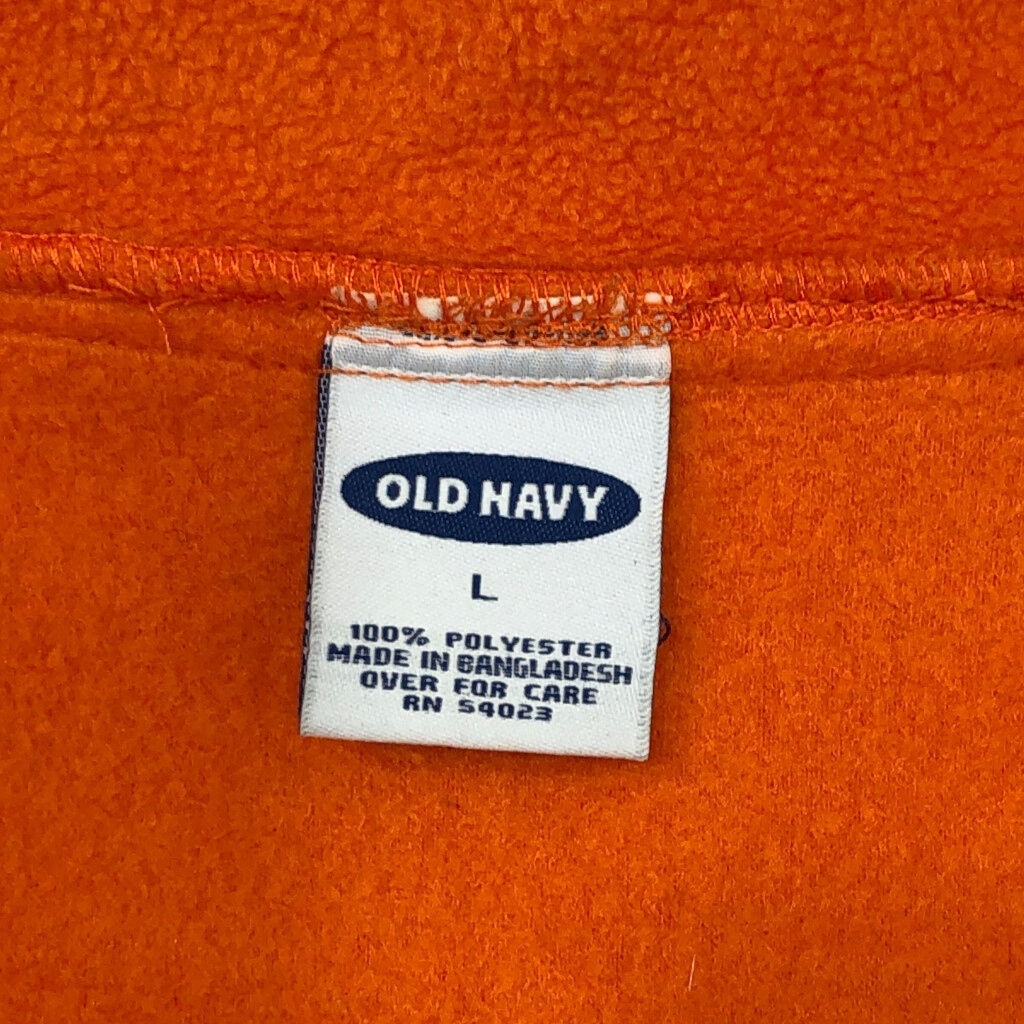 OLD NAVY
L
100% POLYESTER
MADE IN BANGLADESH
OVER FOR CARE
RN 54023